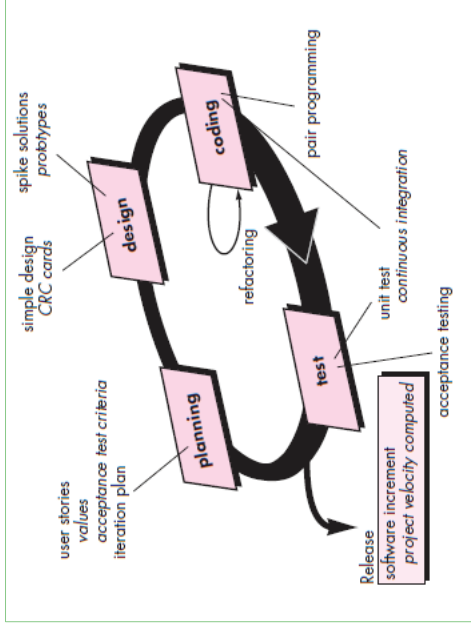 spike solutions
prototypes
simple design
CRC cards
design
user stories
values
acceptance test criteria
iteration plan
planning
coding
refactoring
pair programming
test
unit test
continuous integration
acceptance testing
Release
software increment
project velocity computed